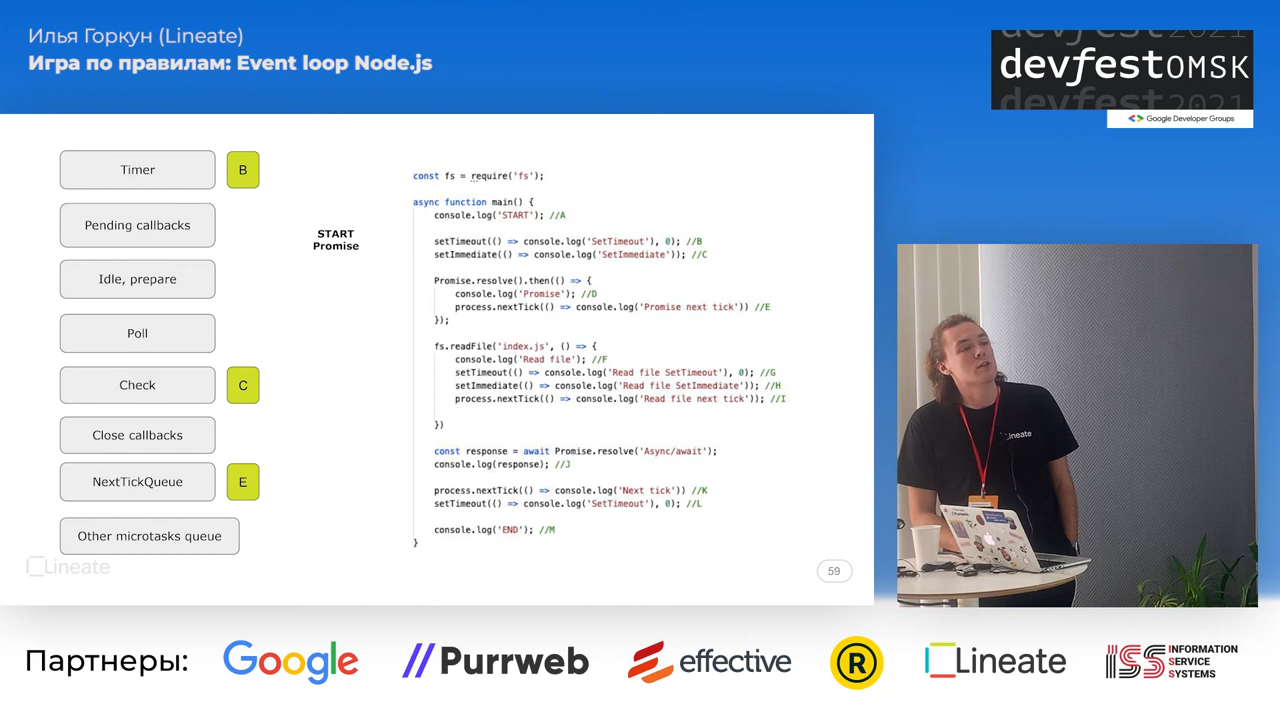 Илья Горкун (Lineate)
Игра по правилам: Event loop Node.js
devfest 2021
devfestOMSK
devfest 2021
Google Developer Groups
Timer
B
Pending callbacks
Idle, prepare
Poll
Check
C
Close callbacks
NextTickQueue
E
Other microtasks queue
Lineate
START
Promise
const fs = require('fs');
async function main() {
console.log('START'); //A
setTimeout(() => console.log('SetTimeout'), 0); //B
setImmediate(() => console.log('SetImmediate')); //C
Promise.resolve().then(() => {
console.log('Promise'); //D
process.nextTick(() => console.log('Promise next tick')) //E
});
fs.readFile('index.js', () => {
console.log('Read file'); //F
setTimeout(() => console.log('Read file SetTimeout'), 0); //G
setImmediate(() => console.log('Read file SetImmediate')); //H
process.nextTick(() => console.log('Read file next tick')); //I
})
const response = await Promise.resolve('Async/await');
console.log(response); //J
process.nextTick(() => console.log('Next tick')) //K
setTimeout(() => console.log('SetTimeout'), 0); //L
console.log('END'); //M
}
59
Lineate
Партнеры:
Google
Purrweb
effective
R
Lineate
ISS INFORMATION
SERVICE
SYSTEMS